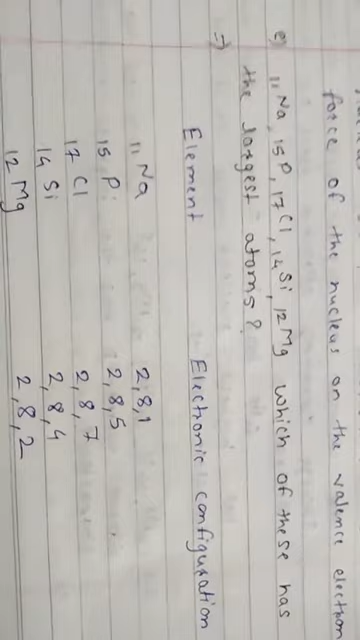 force of the nucleus on the valence electron
e) 11Na, 15P, 17Cl, 14Si, 12Mg which of these has
the largest atoms?
⇒ Element Electronic configuration
11Na 2,8,1
15P 2,8,5
17Cl 2,8,7
14Si 2,8,4
12Mg 2,8,2